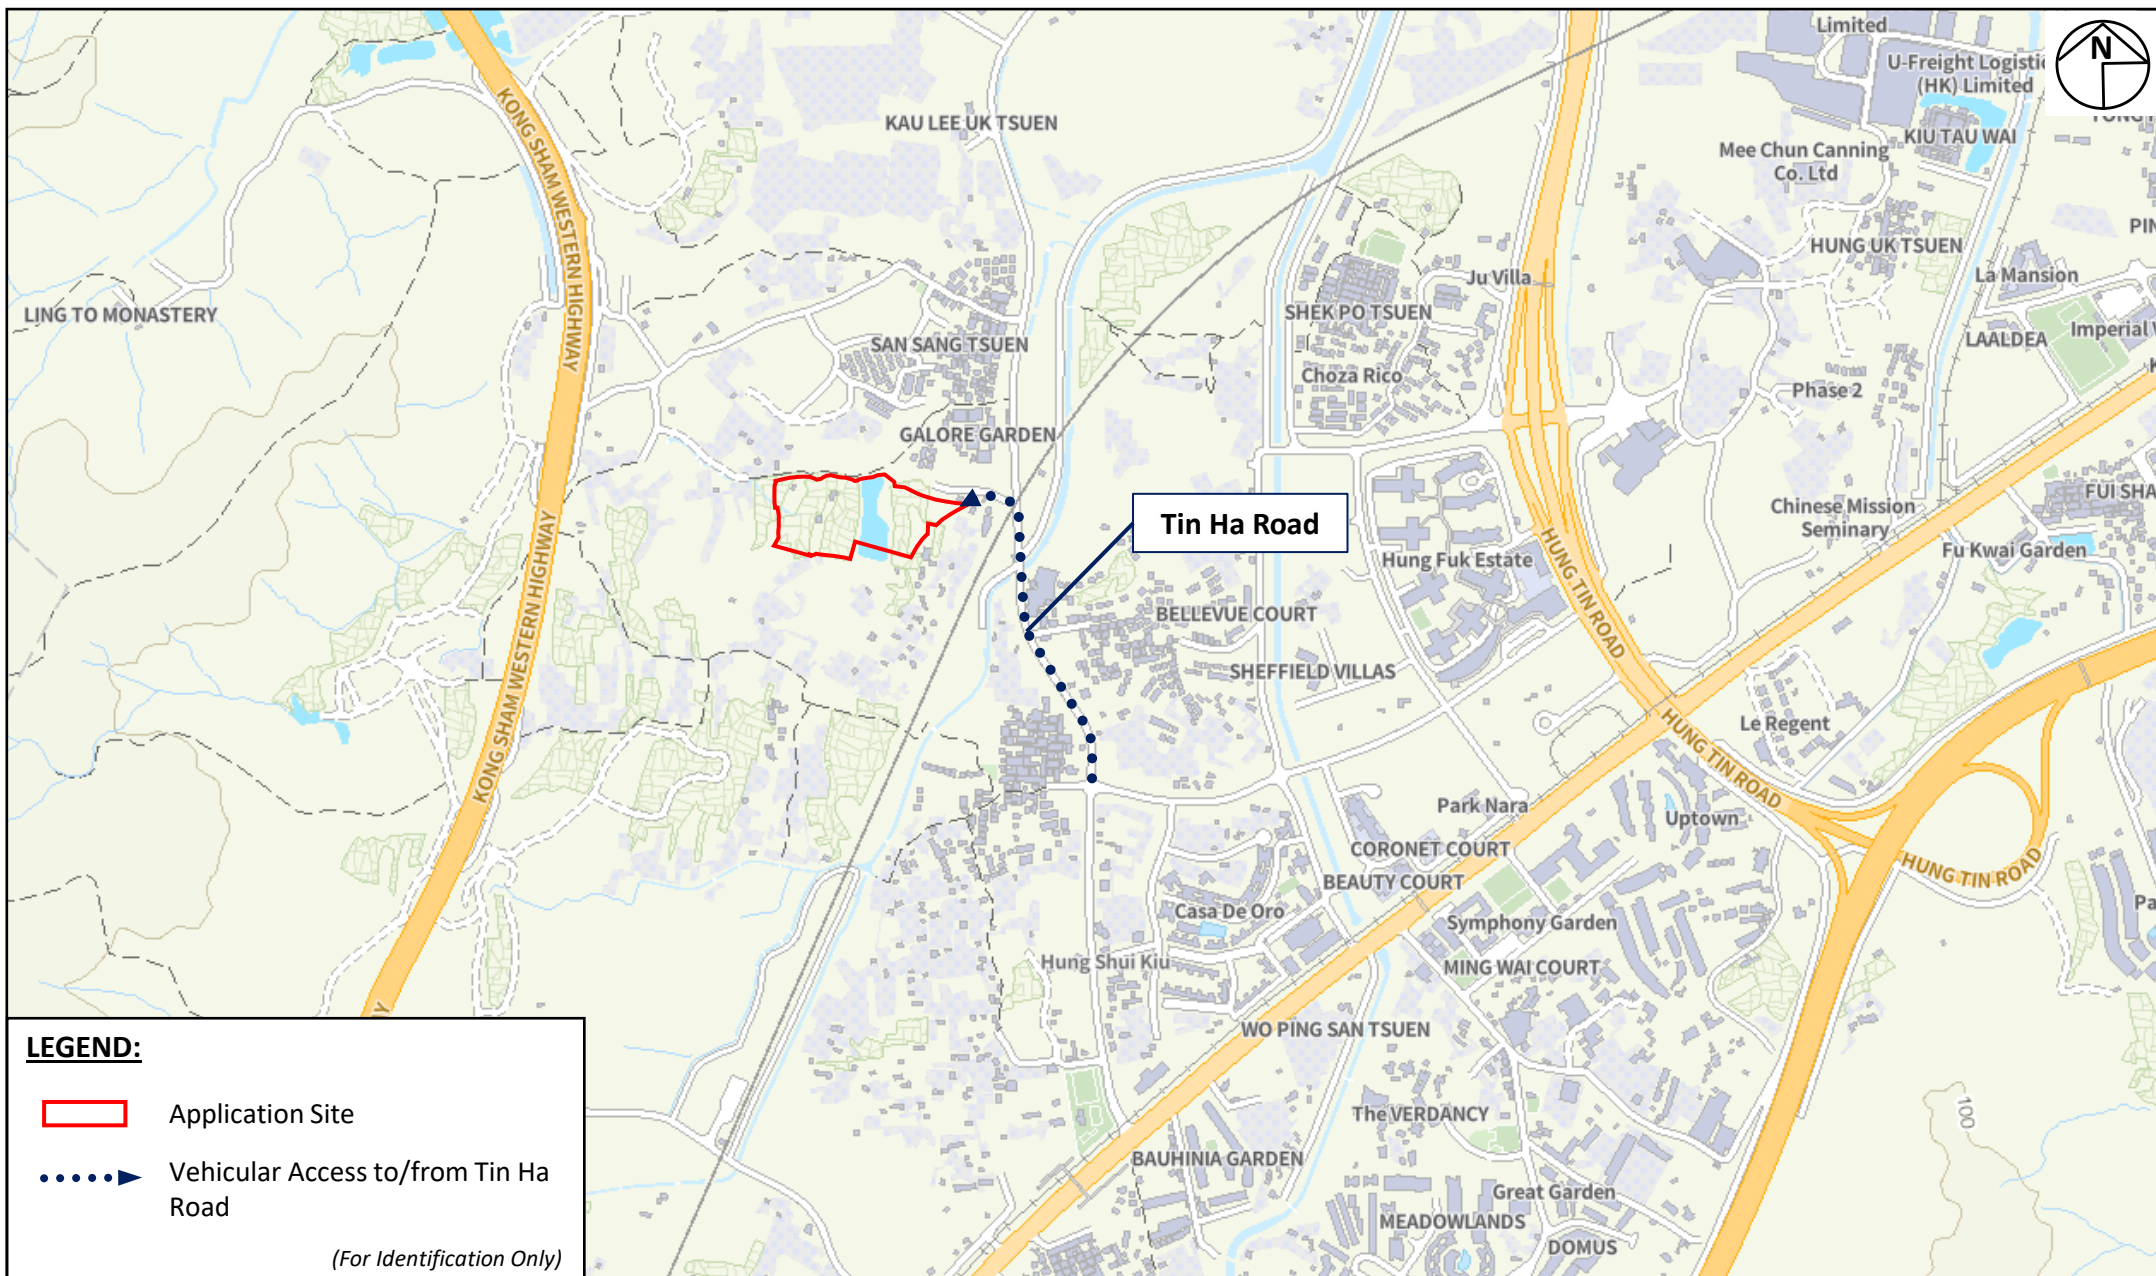 Limited
N
U-Freight Logistic
(HK) Limited
KONG SHAM WESTERN HIGHWAY
KAU LEE UK TSUEN
KIU TAU WAI
Mee Chun Canning
Co. Ltd
HUNG UK TSUEN
La Mansion
Ju Villa
LING TO MONASTERY
SHEK PO TSUEN
Imperial
LAALDEA
SAN SANG TSUEN
Choza Rico
Phase 2
GALORE GARDEN
FUI SHA
Chinese Mission
Seminary
Tin Ha Road
Fu Kwai Garden
Hung Fuk Estate
HUNG TIN ROAD
BELLEVUE COURT
KONG SHAM WESTERN HIGHWAY
SHEFFIELD VILLAS
Le Regent
HUNG TIN ROAD
Park Nara
Uptown
CORONET COURT
HUNG TIN ROAD
BEAUTY COURT
Casa De Oro
Symphony Garden
Hung Shui Kiu
MING WAI COURT
WO PING SAN TSUEN
LEGEND:
Application Site
Vehicular Access to/from Tin Ha
Road
(For Identification Only)
100
The VERDANCY
BAUHINIA GARDEN
Great Garden
MEADOWLANDS
DOMUS